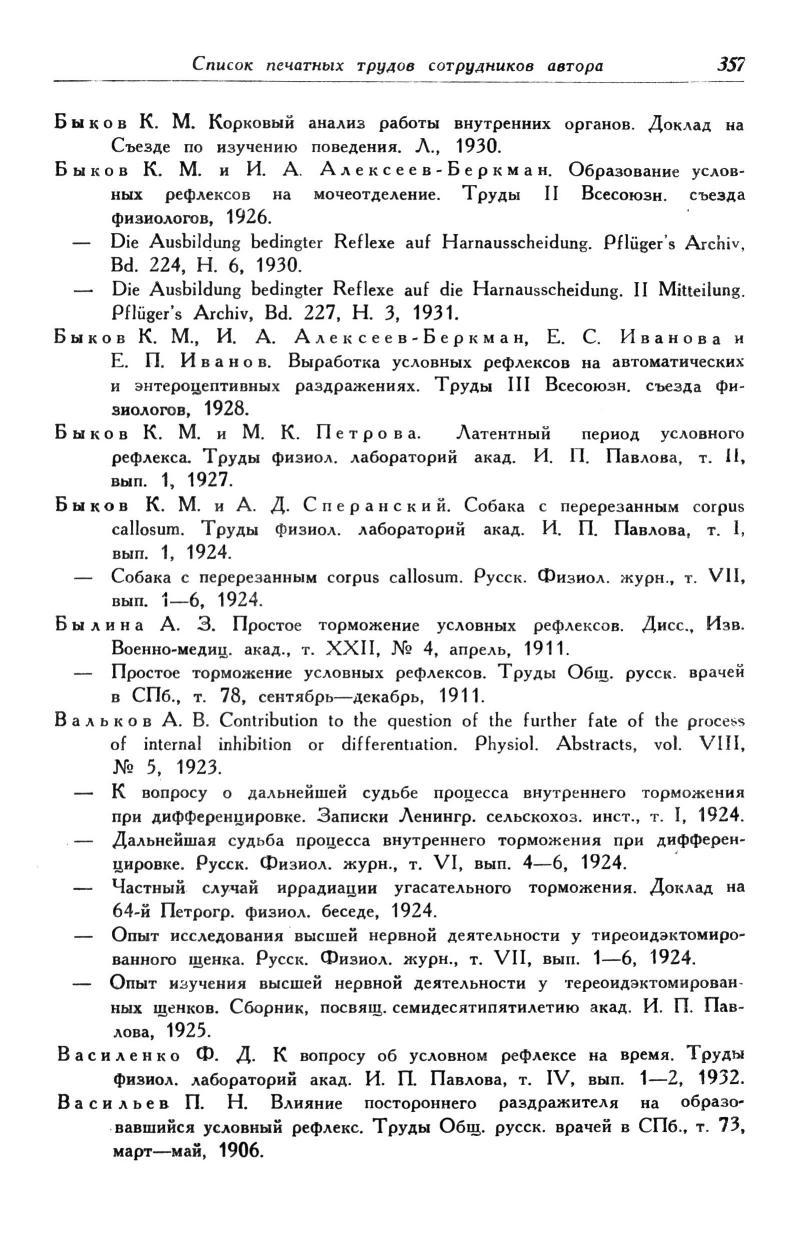 Список печатных трудов сотрудников автора 357
Быков К. М. Корковый анализ работы внутренних органов. Доклад на
Съезде по изучению поведения. Л., 1930.
Быков К. М. и И. А. Алексеев-Беркман. Образование услов-
ных рефлексов на мочеотделение. Труды II Всесоюзн. съезда
физиологов, 1926.
— Die Ausbildung bedingter Reflexe auf Harnausscheidung. Pflüger's Archiv,
Bd. 224, H. 6, 1930.
— Die Ausbildung bedingter Reflexe auf die Harnausscheidung. II Mitteilung.
Pflüger's Archiv, Bd. 227, H. 3, 1931.
Быков К. М., И. А. Алексеев-Беркман, Е. С. Иванова и
Е. П. Иванов. Выработка условных рефлексов на автоматических
и энтероцептивных раздражениях. Труды III Всесоюзн. съезда фи-
зиологов, 1928.
Быков К. М. и М. К. Петрова. Латентный период условного
рефлекса. Труды физиол. лабораторий акад. И. П. Павлова, т. II,
вып. 1, 1927.
Быков К. М. и А. Д. Сперанский. Собака с перерезанным corpus
callosum. Труды физиол. лабораторий акад. И. П. Павлова, т. I,
вып. 1, 1924.
— Собака с перерезанным corpus callosum. Русск. Физиол. журн., т. VII,
вып. 1—6, 1924.
Былина А. З. Простое торможение условных рефлексов. Дисс., Изв.
Военно-медиц. акад., т. XXII, № 4, апрель, 1911.
— Простое торможение условных рефлексов. Труды Общ. русск. врачей
в СПб., т. 78, сентябрь—декабрь, 1911.
Вальков А. В. Contribution to the question of the further fate of the process
of internal inhibition or differentiation. Physiol. Abstracts, vol. VIII,
№ 5, 1923.
— К вопросу о дальнейшей судьбе процесса внутреннего торможения
при дифференцировке. Записки Ленингр. сельскохоз. инст., т. I, 1924.
— Дальнейшая судьба процесса внутреннего торможения при дифферен-
цировке. Русск. Физиол. журн., т. VI, вып. 4—6, 1924.
— Частный случай иррадиации угасательного торможения. Доклад на
64-й Петрогр. физиол. беседе, 1924.
— Опыт исследования высшей нервной деятельности у тиреоидэктомиро-
ванного щенка. Русск. Физиол. журн., т. VII, вып. 1—6, 1924.
— Опыт изучения высшей нервной деятельности у тереоидэктомирован-
ных щенков. Сборник, посвящ. семидесятипятилетию акад. И. П. Пав-
лова, 1925.
Василенко Ф. Д. К вопросу об условном рефлексе на время. Труды
физиол. лабораторий акад. И. П. Павлова, т. IV, вып. 1—2, 1932.
Васильев П. Н. Влияние постороннего раздражителя на образо-
вавшийся условный рефлекс. Труды Общ. русск. врачей в СПб., т. 73,
март—май, 1906.